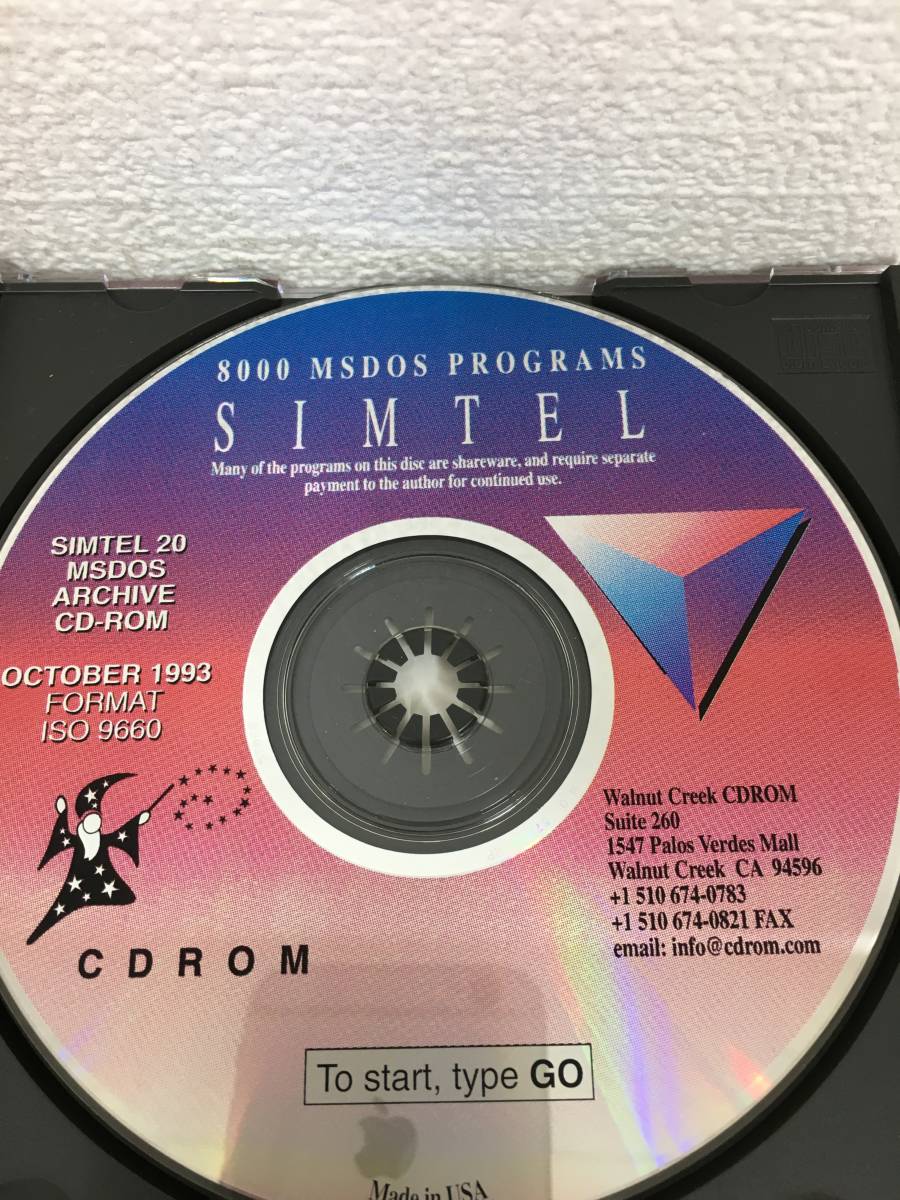 8000 MSDOS PROGRAMS
SIMTEL
Many of the programs on this disc are shareware, and require separate
payment to the author for continued use.
SIMTEL 20
MSDOS
ARCHIVE
CD-ROM
OCTOBER 1993
FORMAT
ISO 9660
CDROM
Walnut Creek CDROM
Suite 260
1547 Palos Verdes Mall
Walnut Creek CA 94596
+1 510 674-0783
+1 510 674-0821 FAX
email: info@cdrom.com
To start, type GO
Made in USA